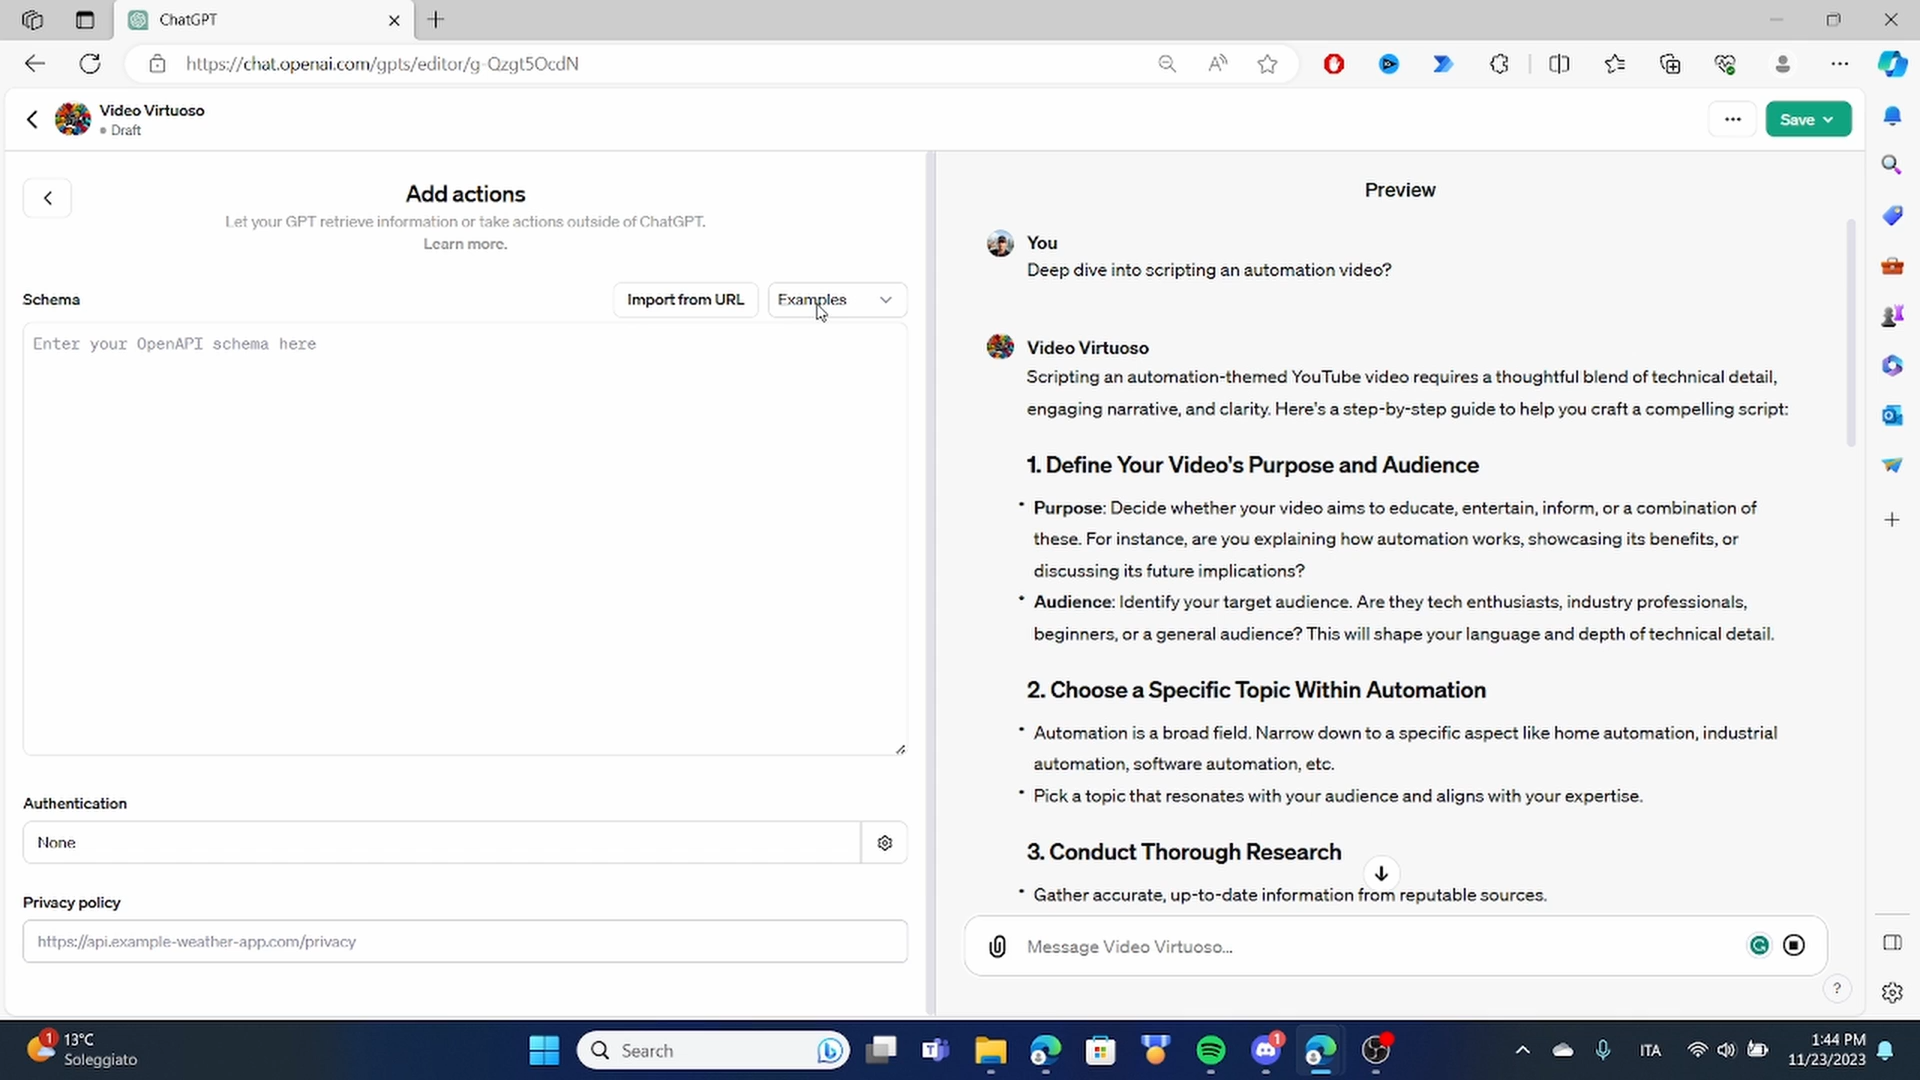 ChatGPT
https://chat.openai.com/gpts/editor/g-Qzgt5OcdN
Video Virtuoso
Draft
Save
Add actions
Let your GPT retrieve information or take actions outside of ChatGPT.
Learn more.
Schema
Import from URL
Examples
Enter your OpenAPI schema here
Authentication
None
Privacy policy
https://api.example-weather-app.com/privacy
Preview
You
Deep dive into scripting an automation video?
Video Virtuoso
Scripting an automation-themed YouTube video requires a thoughtful blend of technical detail,
engaging narrative, and clarity. Here's a step-by-step guide to help you craft a compelling script:
1. Define Your Video's Purpose and Audience
• Purpose: Decide whether your video aims to educate, entertain, inform, or a combination of
these. For instance, are you explaining how automation works, showcasing its benefits, or
discussing its future implications?
• Audience: Identify your target audience. Are they tech enthusiasts, industry professionals,
beginners, or a general audience? This will shape your language and depth of technical detail.
2. Choose a Specific Topic Within Automation
• Automation is a broad field. Narrow down to a specific aspect like home automation, industrial
automation, software automation, etc.
• Pick a topic that resonates with your audience and aligns with your expertise.
3. Conduct Thorough Research
• Gather accurate, up-to-date information from reputable sources.
Message Video Virtuoso...
?
1
13°C
Soleggiato
Search
1
ITA
1:44 PM
11/23/2023